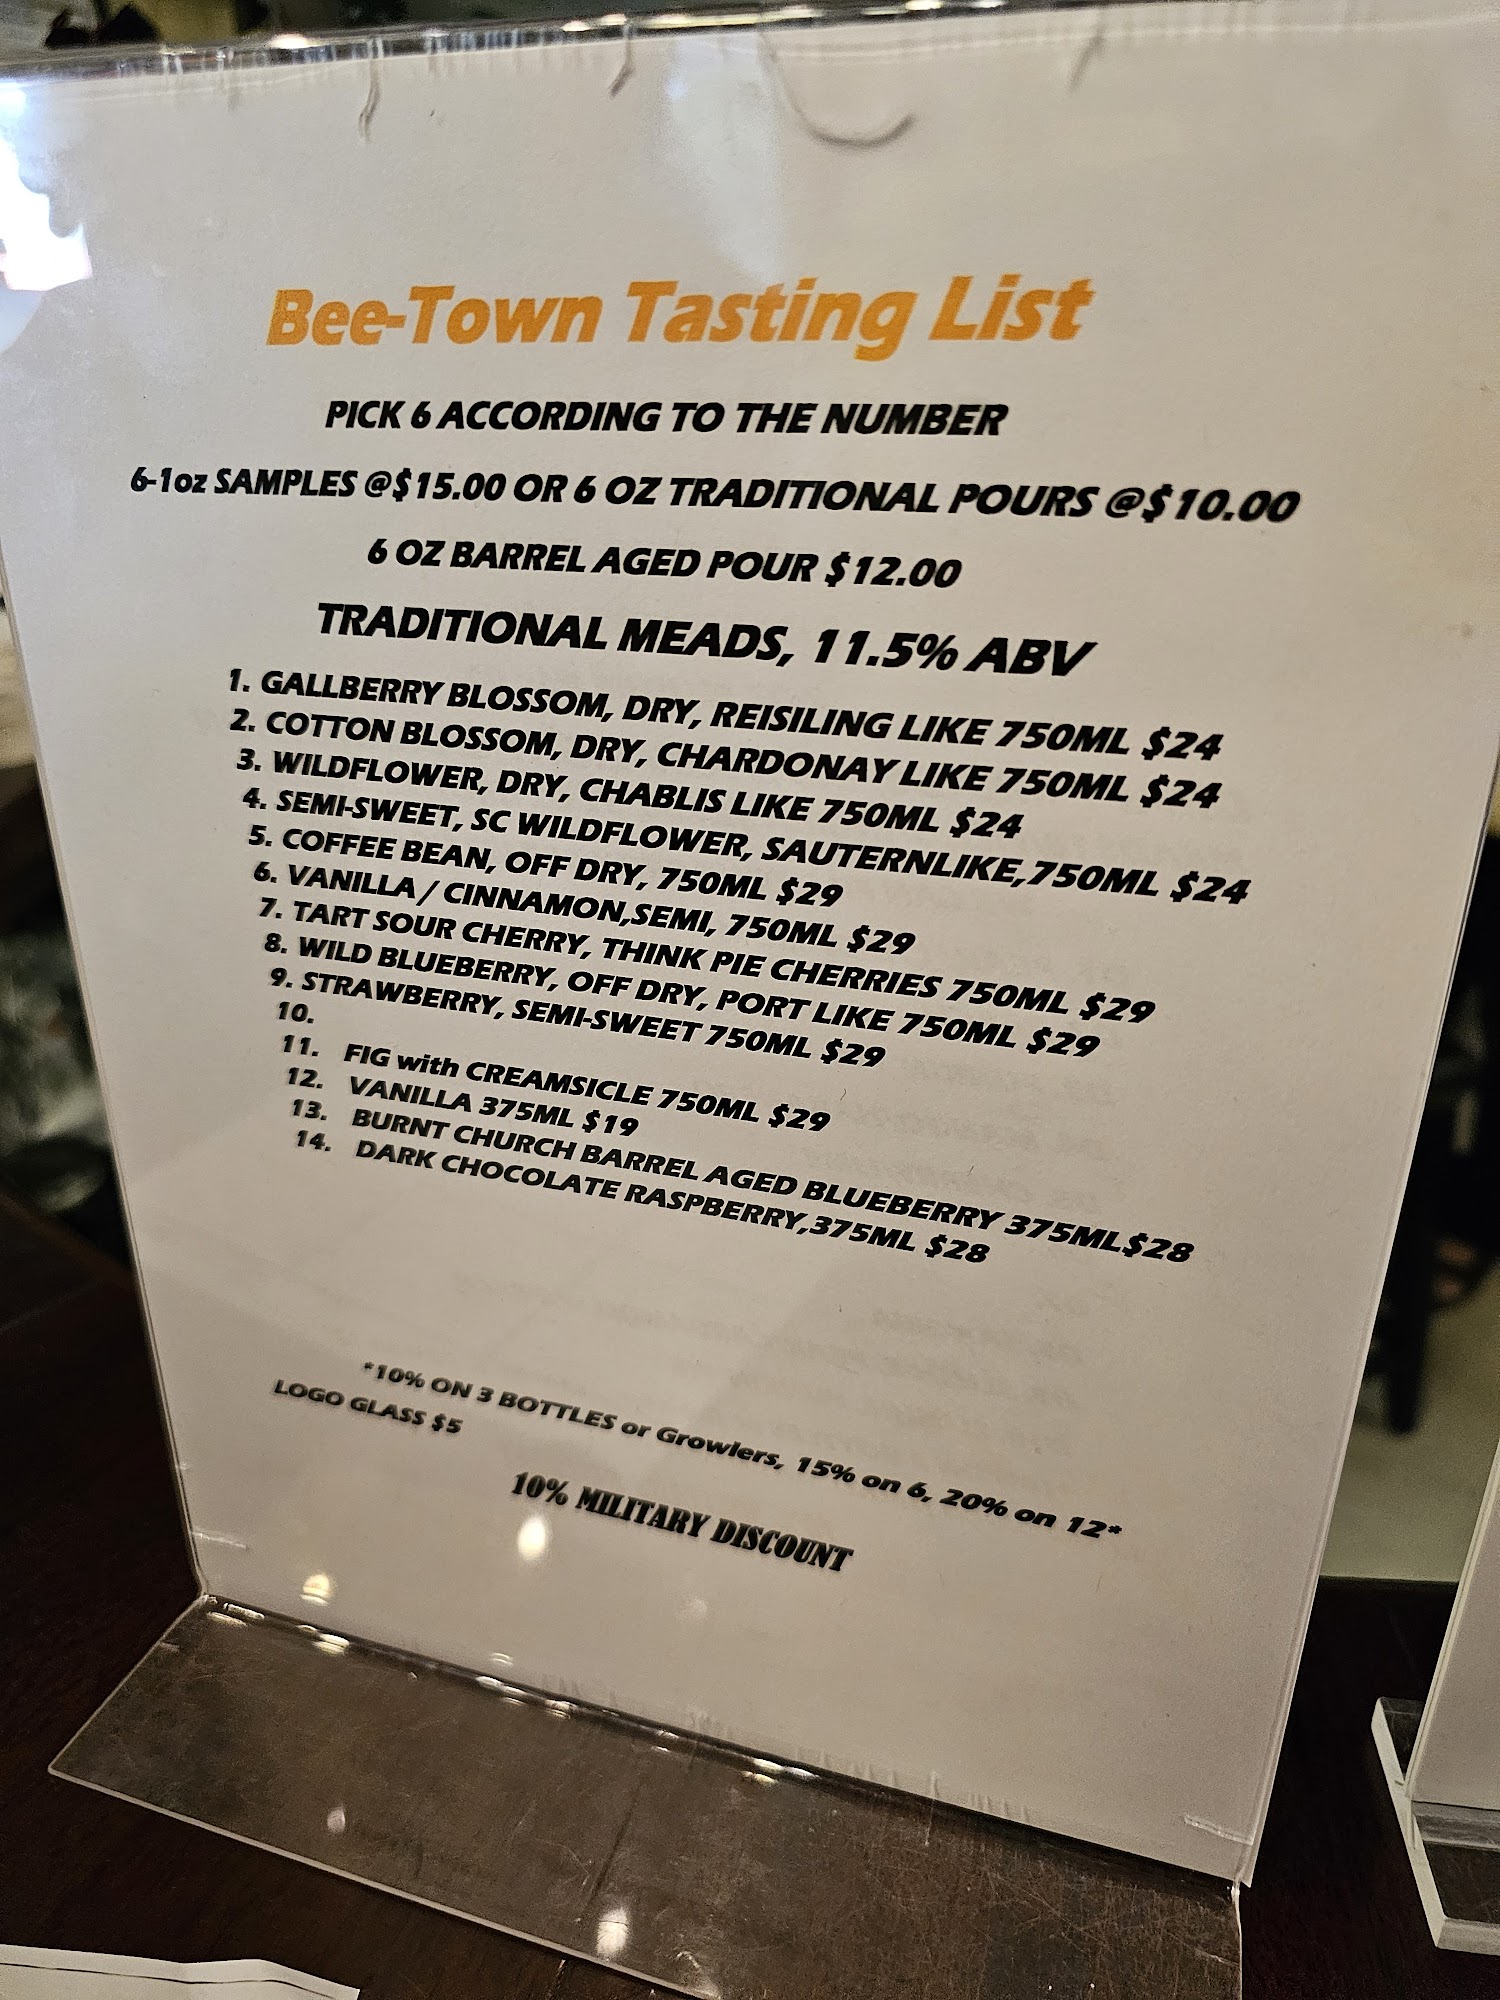 Bee-Town Tasting List
PICK 6 ACCORDING TO THE NUMBER
6-1oz SAMPLES @$15.00 OR 6 OZ TRADITIONAL POURS @$10.00
6 OZ BARREL AGED POUR $12.00
TRADITIONAL MEADS, 11.5% ABV
1. GALLBERRY BLOSSOM, DRY, REISILING LIKE 750ML $24
2. COTTON BLOSSOM, DRY, CHARDONAY LIKE 750ML $24
3. WILDFLOWER, DRY, CHABLIS LIKE 750ML $24
4. SEMI-SWEET, SC WILDFLOWER, SAUTERNLIKE,750ML $24
5. COFFEE BEAN, OFF DRY, 750ML $29
6. VANILLA / CINNAMON,SEMI, 750ML $29
7. TART SOUR CHERRY, THINK PIE CHERRIES 750ML $29
8. WILD BLUEBERRY, OFF DRY, PORT LIKE 750ML $29
9. STRAWBERRY, SEMI-SWEET 750ML $29
10.
11. FIG with CREAMSICLE 750ML $29
12. VANILLA 375ML $19
13. BURNT CHURCH BARREL AGED BLUEBERRY 375ML$28
14. DARK CHOCOLATE RASPBERRY,375ML $28
*10% ON 3 BOTTLES or Growlers, 15% on 6, 20% on 12*
LOGO GLASS $5
10% MILITARY DISCOUNT